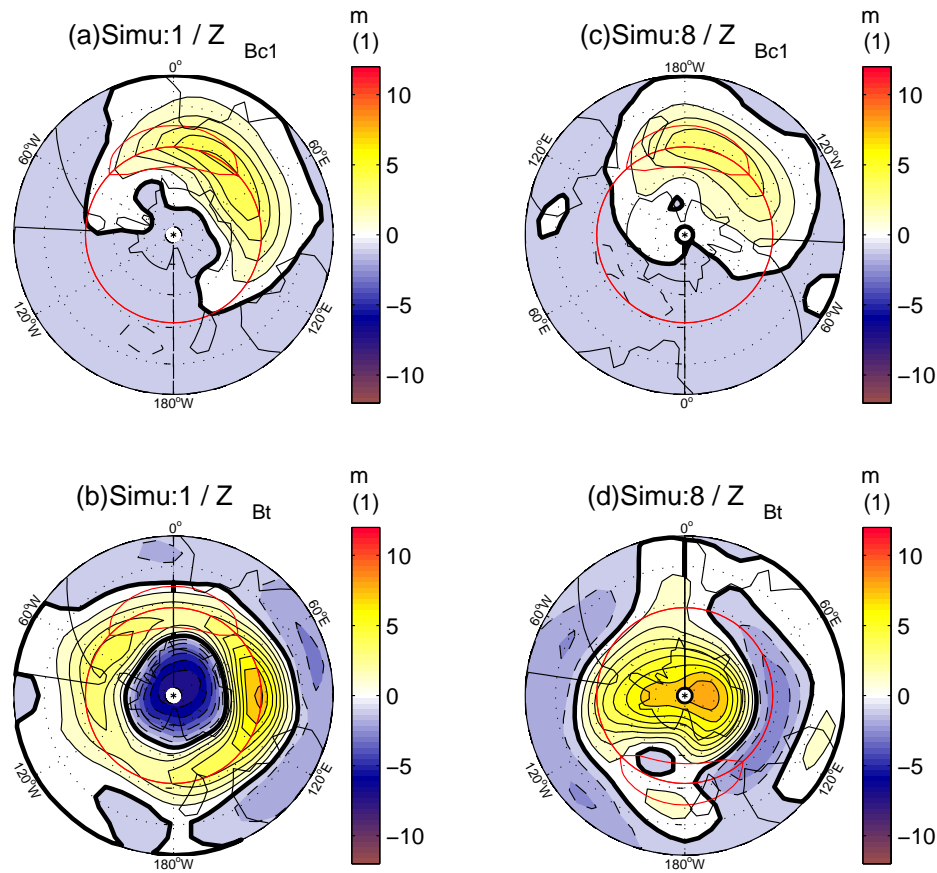 (a)Simu:1 / Z Bc1
m
(1)
0°
60°W
60°E
120°W
120°E
180°W
10
5
0
−5
−10
(c)Simu:8 / Z Bc1
m
(1)
180°W
120°E
120°W
60°E
60°W
0°
10
5
0
−5
−10
(b)Simu:1 / Z Bt
m
(1)
0°
60°W
60°E
120°W
120°E
180°W
10
5
0
−5
−10
(d)Simu:8 / Z Bt
m
(1)
0°
60°W
60°E
120°W
120°E
180°W
10
5
0
−5
−10